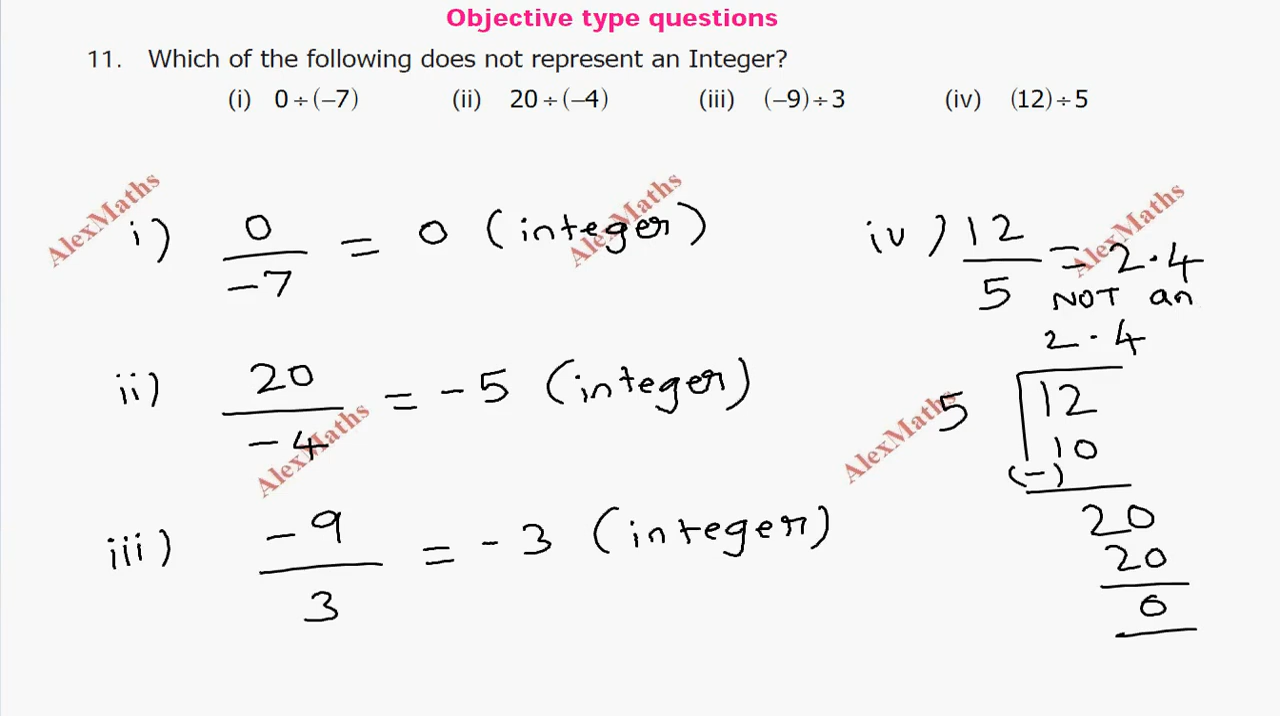 Objective type questions
11. Which of the following does not represent an Integer?
(i) 0÷(−7) (ii) 20÷(−4) (iii) (−9)÷3 (iv) (12)÷5
AlexMaths
AlexMaths
AlexMaths
i) 0/-7 = 0 (integer)
iv) 12/5 = 2.4
NOT an
2.4
5 12
10
(-)
20
20
0
ii) 20/-4 = -5 (integer)
AlexMaths
AlexMaths
iii) -9/3 = -3 (integer)